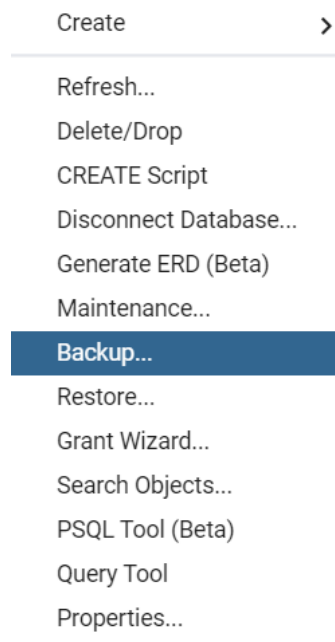 Create
Refresh...
Delete/Drop
CREATE Script
Disconnect Database...
Generate ERD (Beta)
Maintenance...
Backup...
Restore...
Grant Wizard...
Search Objects...
PSQL Tool (Beta)
Query Tool
Properties...